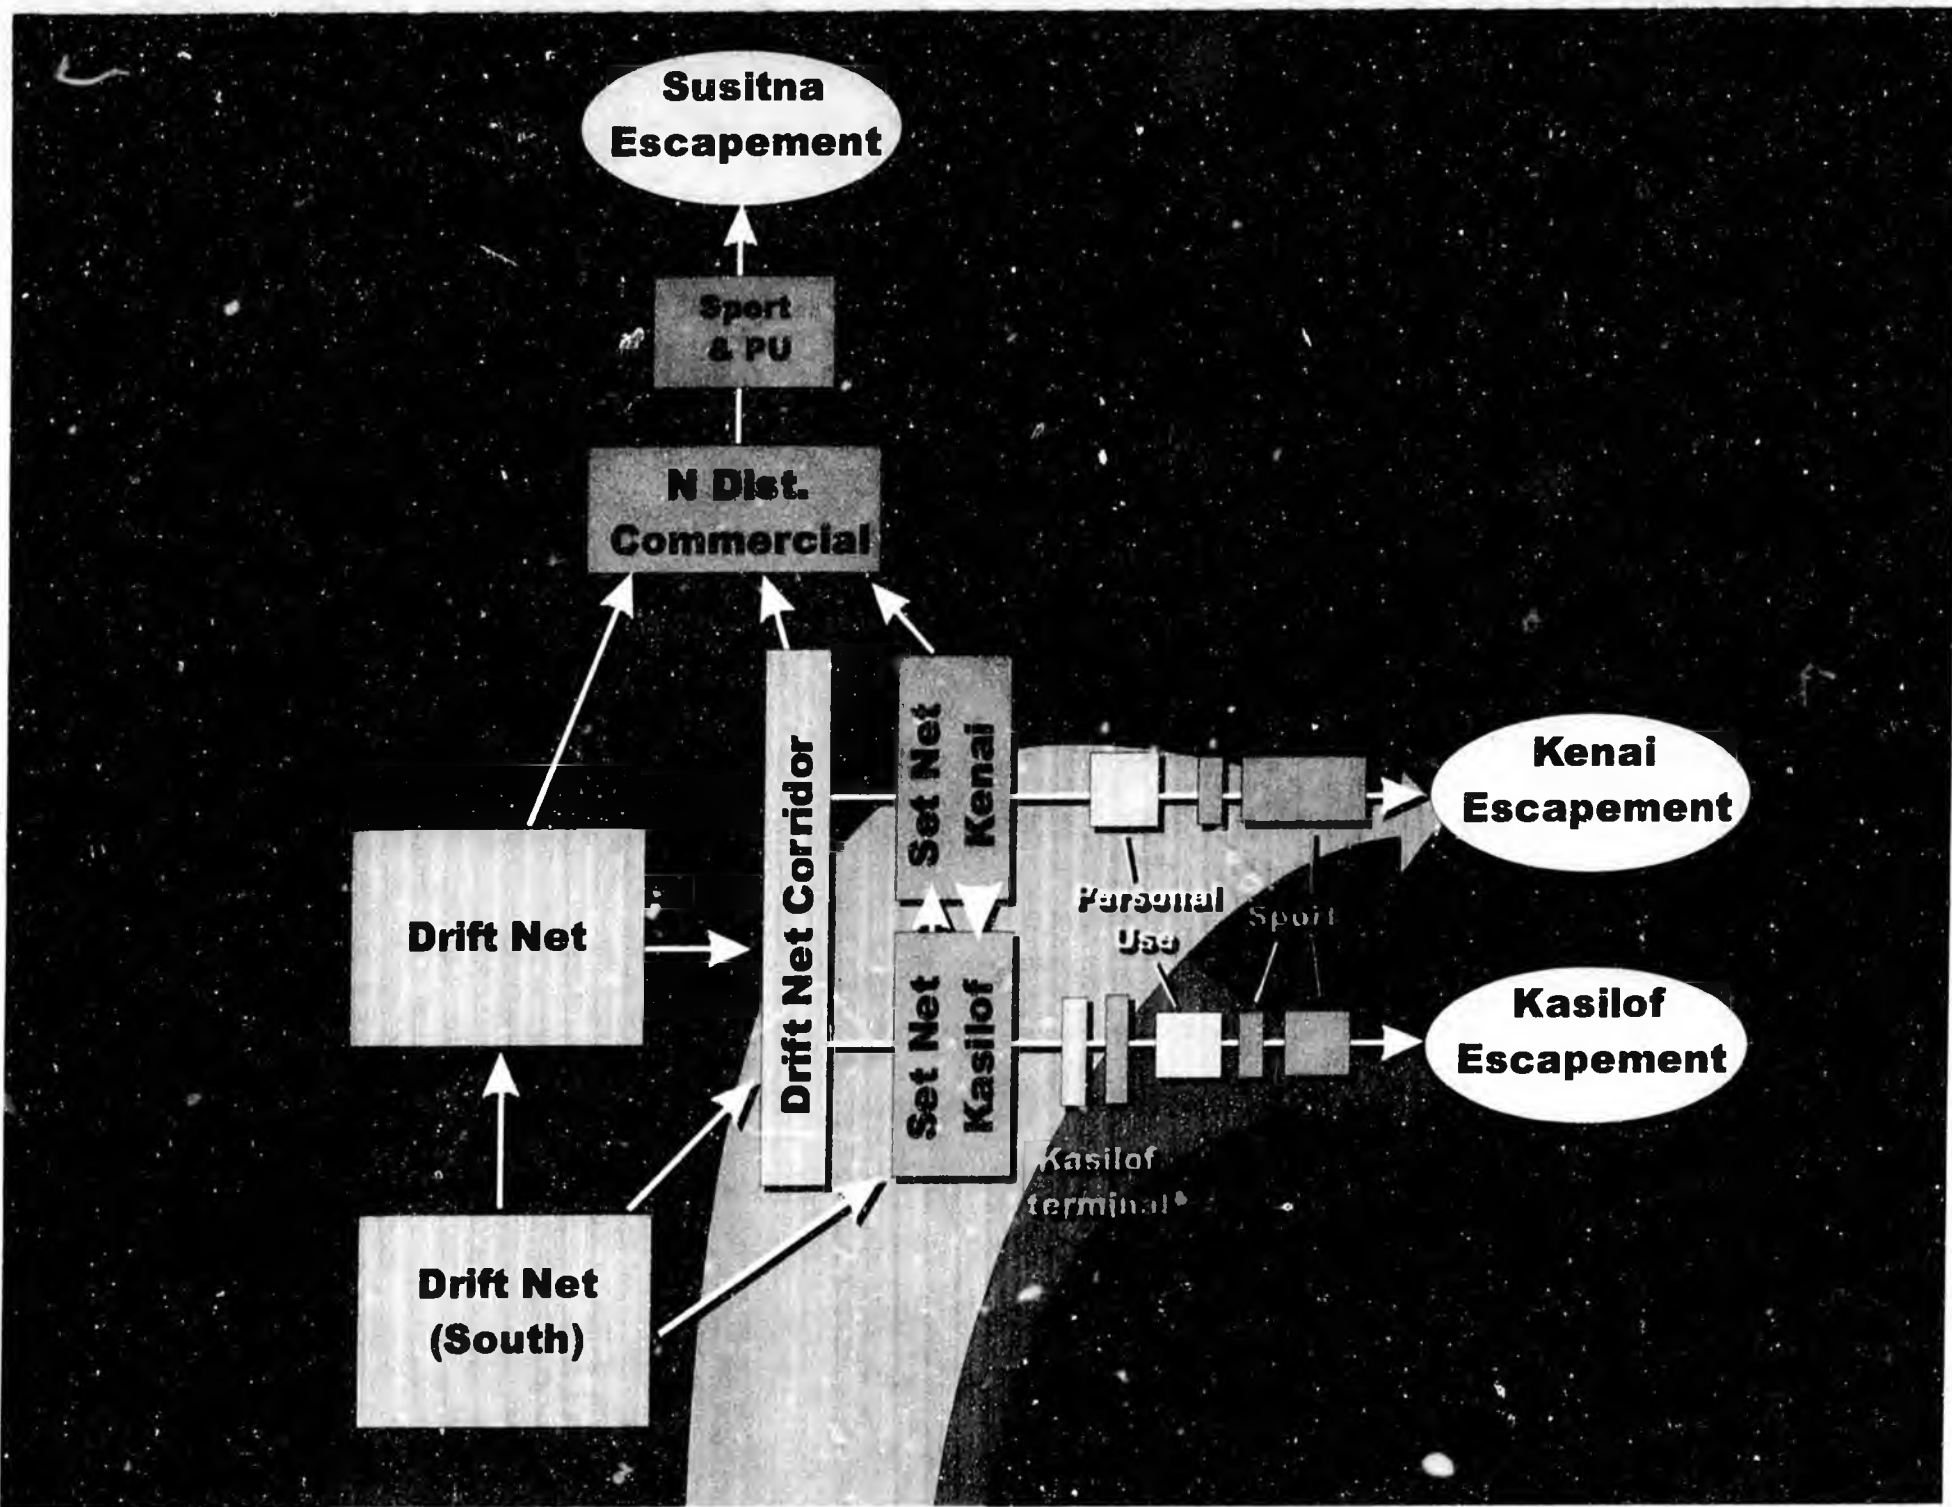 Susitna
Escapement
Sport
& PU
N Dist.
Commercial
Drift Net Corridor
Set Net
Kenai
Kenai
Escapement
Personal
Use
Sport
Drift Net
Set Net
Kasilof
Kasilof
Escapement
Kasilof
terminal
Drift Net
(South)